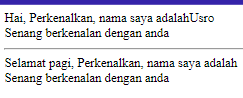 Hai, Perkenalkan, nama saya adalahUsro
Senang berkenalan dengan anda
Selamat pagi, Perkenalkan, nama saya adalah
Senang berkenalan dengan anda